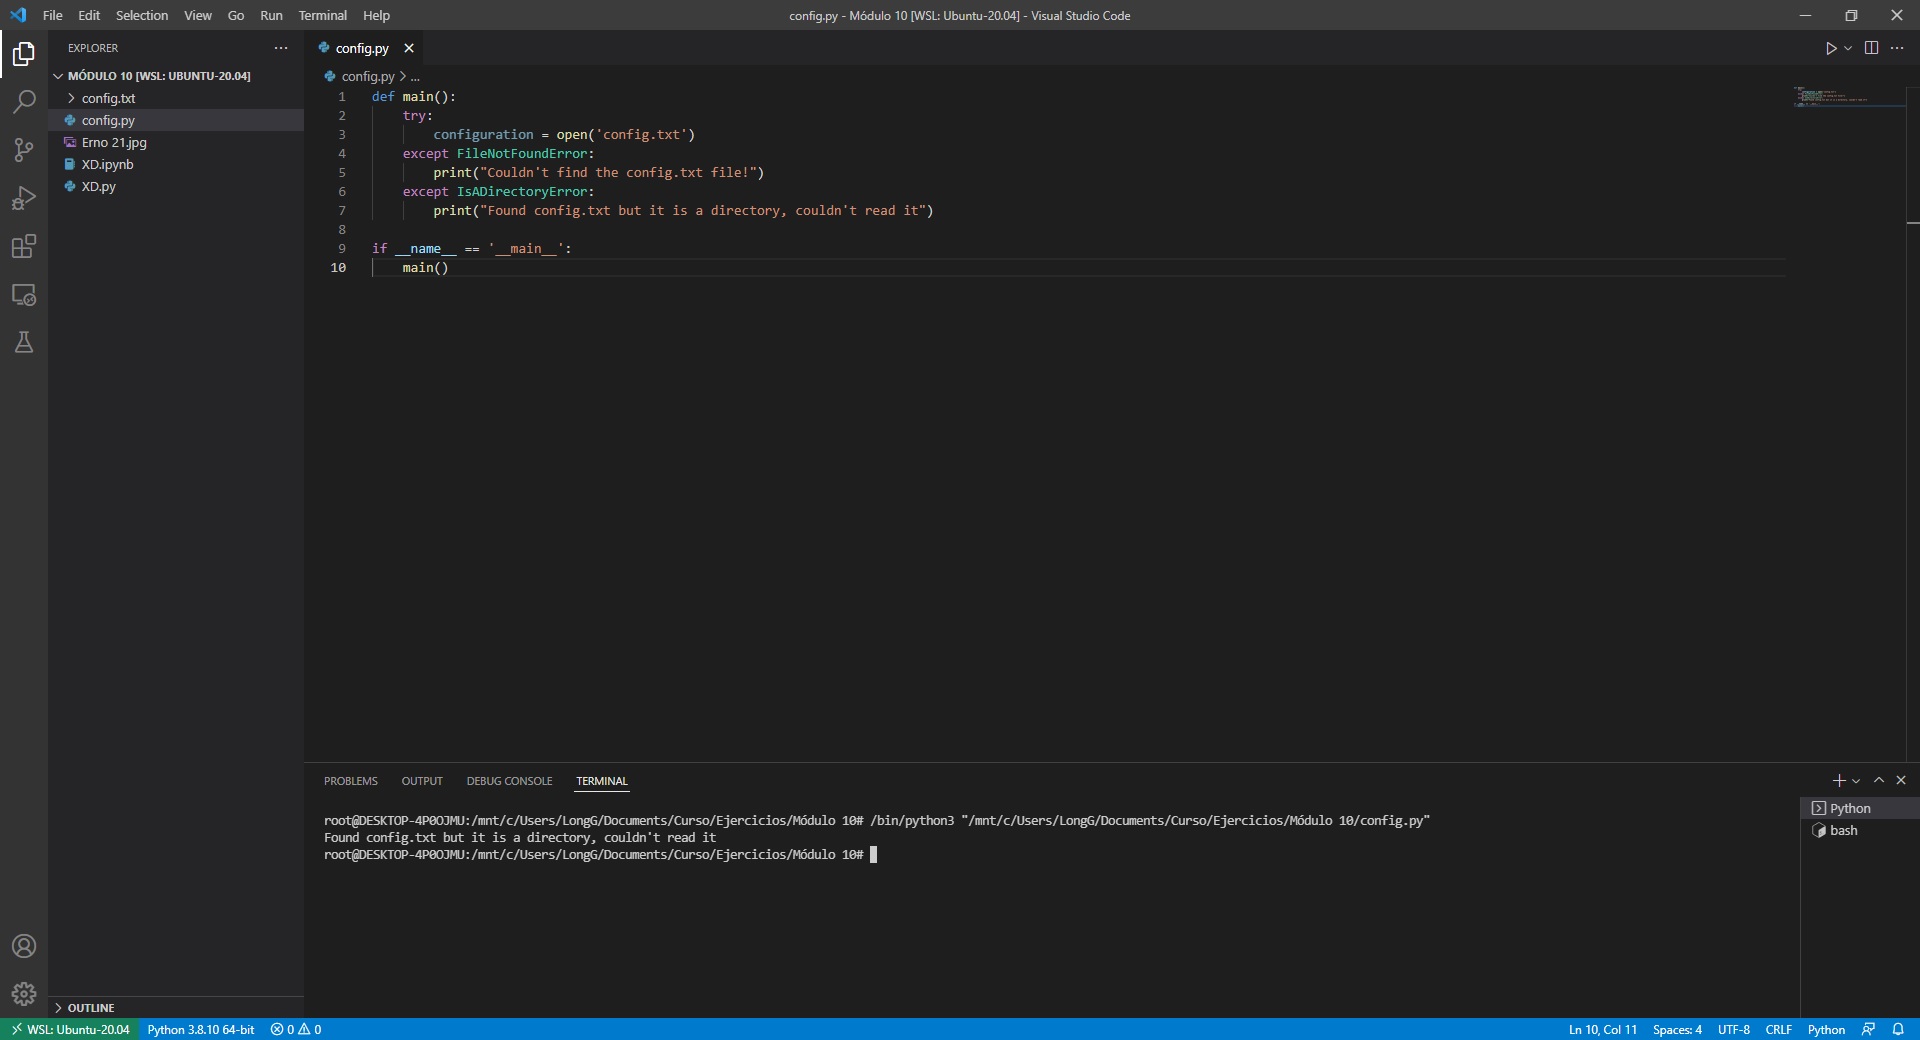 File Edit Selection View Go Run Terminal Help
config.py - Módulo 10 [WSL: Ubuntu-20.04] - Visual Studio Code
EXPLORER
MÓDULO 10 [WSL: UBUNTU-20.04]
config.txt
config.py
Erno 21.jpg
XD.ipynb
XD.py
OUTLINE
config.py
config.py > ...
1 def main():
2 try:
3 configuration = open('config.txt')
4 except FileNotFoundError:
5 print("Couldn't find the config.txt file!")
6 except IsADirectoryError:
7 print("Found config.txt but it is a directory, couldn't read it")
8
9 if __name__ == '__main__':
10 main()
PROBLEMS OUTPUT DEBUG CONSOLE TERMINAL
root@DESKTOP-4P0OJMU:/mnt/c/Users/LongG/Documents/Curso/Ejercicios/Módulo 10# /bin/python3 "/mnt/c/Users/LongG/Documents/Curso/Ejercicios/Módulo 10/config.py"
Found config.txt but it is a directory, couldn't read it
root@DESKTOP-4P0OJMU:/mnt/c/Users/LongG/Documents/Curso/Ejercicios/Módulo 10#
Python
bash
WSL: Ubuntu-20.04 Python 3.8.10 64-bit 0 0 Ln 10, Col 11 Spaces: 4 UTF-8 CRLF Python